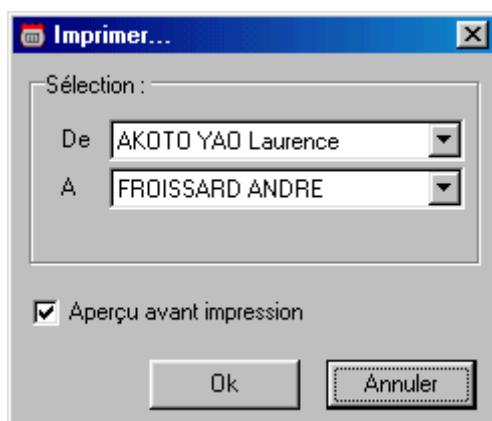 Imprimer...
Sélection :
De AKOTO YAO Laurence
A FROISSARD ANDRE
Aperçu avant impression
Ok Annuler